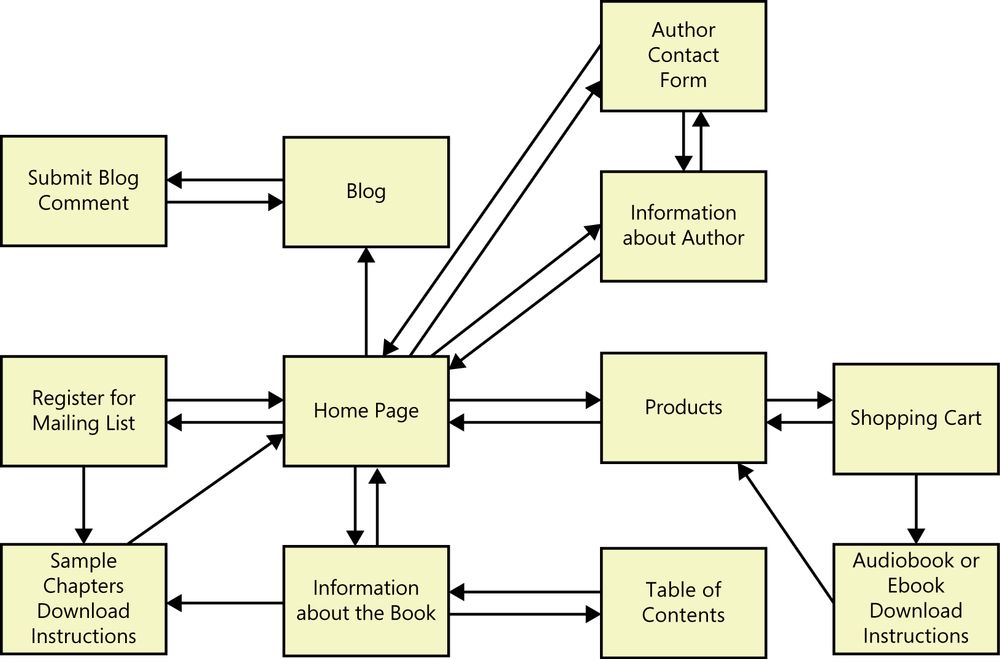 Author
Contact
Form
Submit Blog
Comment
Blog
Information
about Author
Register for
Mailing List
Home Page
Products
Shopping Cart
Sample
Chapters
Download
Instructions
Information
about the Book
Table of
Contents
Audiobook or
Ebook
Download
Instructions